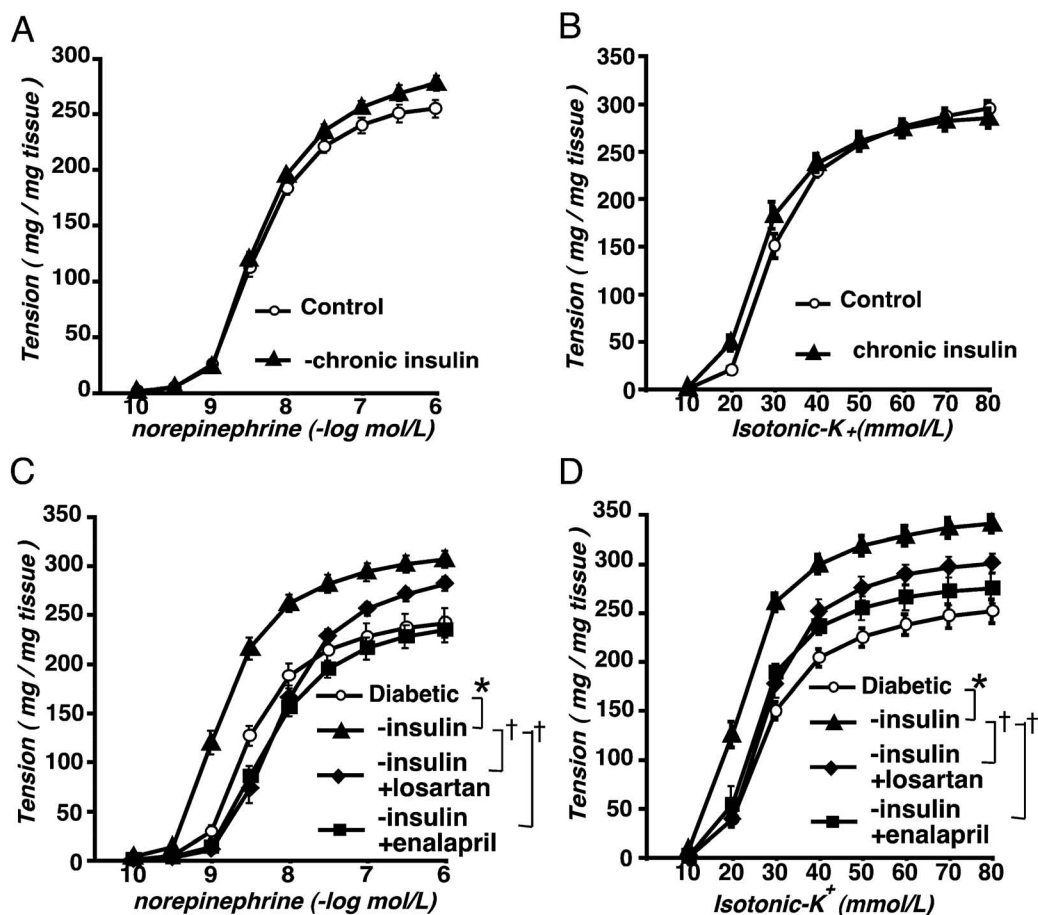 A
Tension ( mg / mg tissue )
300
250
200
150
100
50
0
Control
-chronic insulin
10 9 8 7 6
norepinephrine (-log mol/L)
B
Tension ( mg / mg tissue )
350
300
250
200
150
100
50
0
Control
chronic insulin
10 20 30 40 50 60 70 80
Isotonic-K+(mmol/L)
C
Tension ( mg / mg tissue )
350
300
250
200
150
100
50
0
Diabetic *
-insulin † †
-insulin
+losartan
-insulin
+enalapril
10 9 8 7 6
norepinephrine (-log mol/L)
D
Tension ( mg / mg tissue )
350
300
250
200
150
100
50
0
Diabetic *
-insulin † †
-insulin
+losartan
-insulin
+enalapril
10 20 30 40 50 60 70 80
Isotonic-K+ (mmol/L)